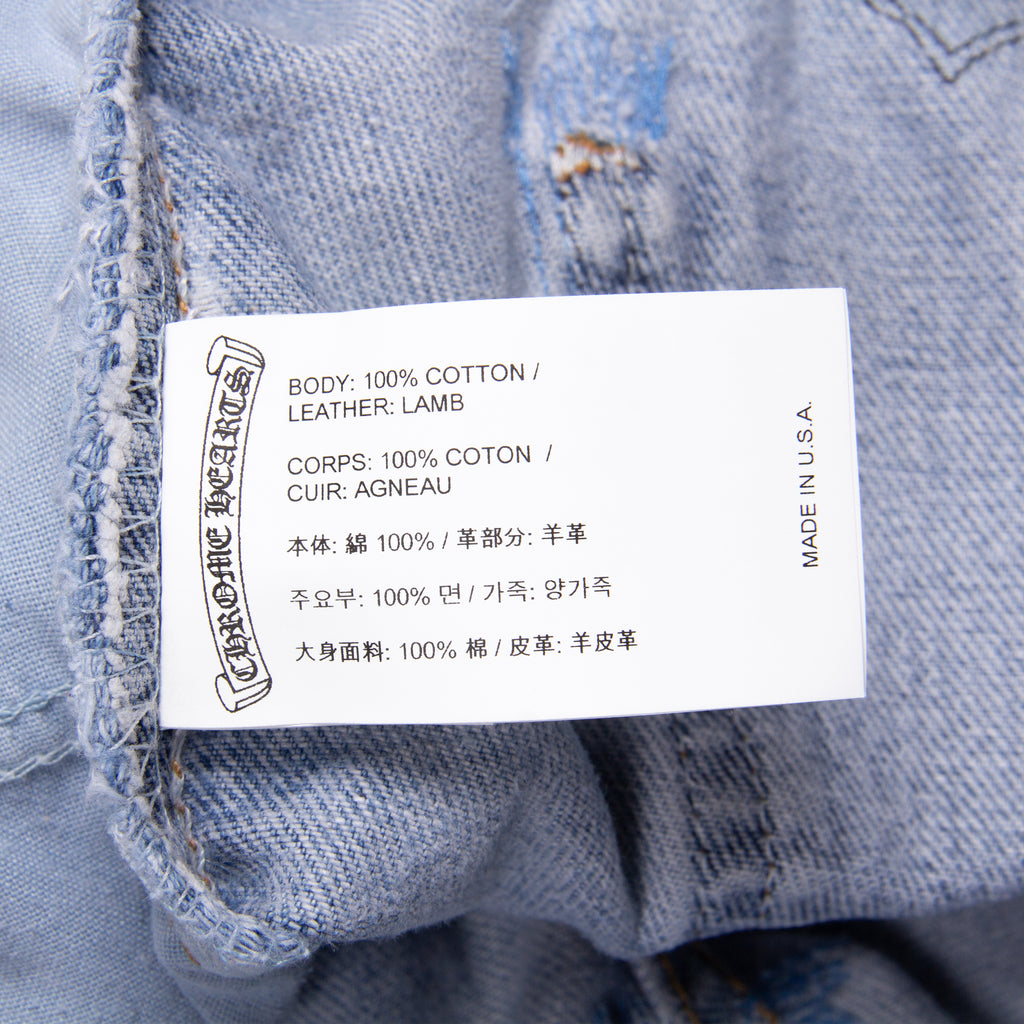 CHROME HEARTS
BODY: 100% COTTON /
LEATHER: LAMB
CORPS: 100% COTON /
CUIR: AGNEAU
本体: 綿 100% / 革部分: 羊革
주요부: 100% 면 / 가죽: 양가죽
大身面料: 100% 棉 / 皮革: 羊皮革
MADE IN U.S.A.